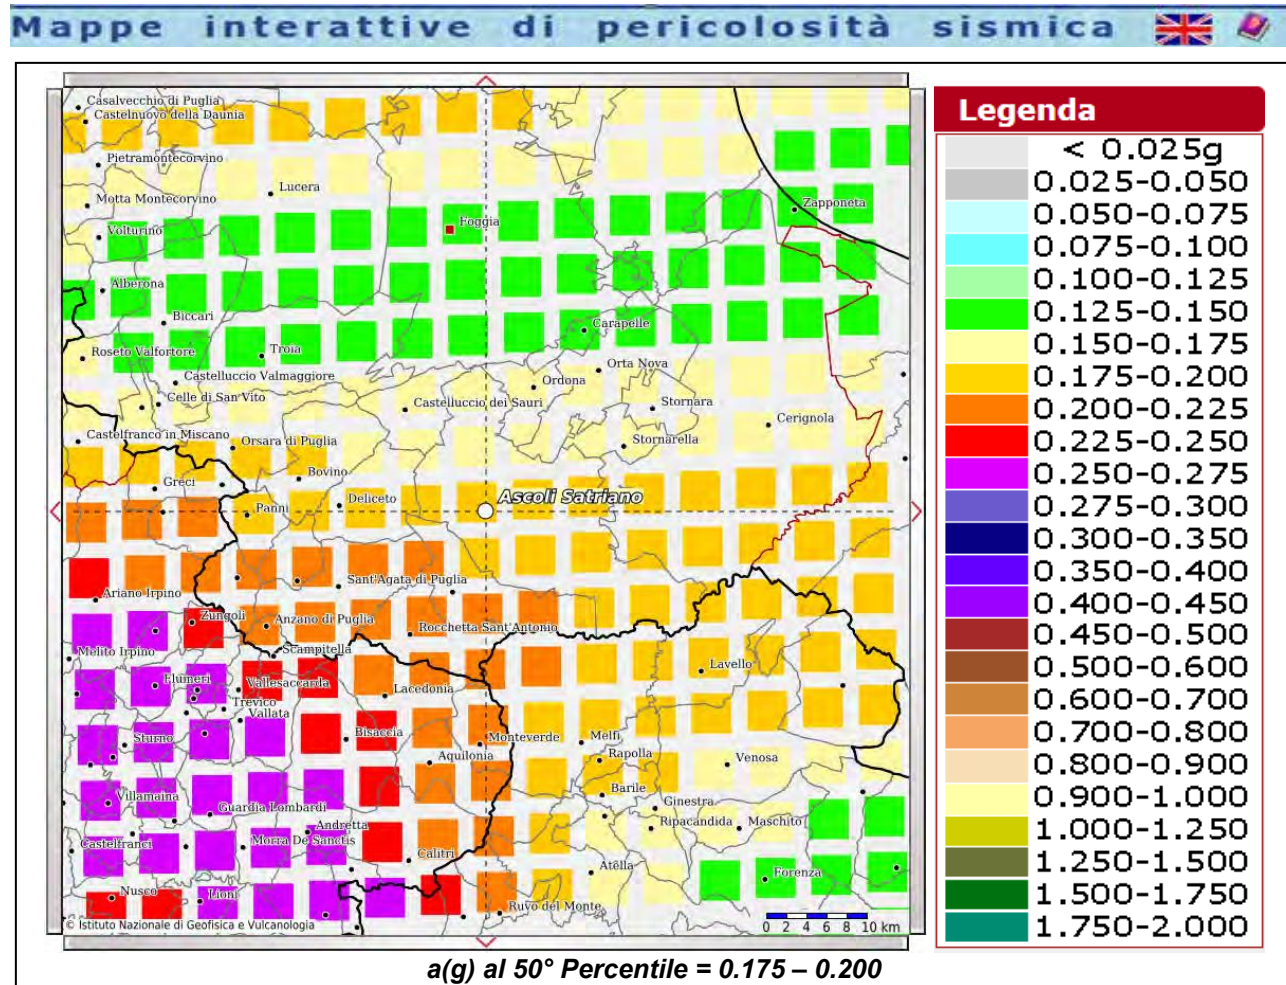 Mappe interattive di pericolosità sismica
Casalvecchio di Puglia
Castelnuovo della Daunia
Pietramontecorvino
Lucera
Motta Montecorvino
Zapponeta
Foggia
Volturino
Alberona
Biccari
Carapelle
Roseto Valfortore
Troia
Orta Nova
Castelluccio Valmaggiore
Ordona
Celle di San Vito
Castelluccio dei Sauri
Stornara
Cerignola
Castelfranco in Miscano
Orsara di Puglia
Stornarella
Bovino
Greci
Deliceto
Ascoli Satriano
Panni
Sant'Agata di Puglia
Ariano Irpino
Zungoli
Anzano di Puglia
Rocchetta Sant'Antonio
Melito Irpino
Scampitella
Lavello
Flumeri
Vallesaccarda
Lacedonia
Trevico
Vallata
Sturno
Bisaccia
Monteverde
Melfi
Aquilonia
Rapolla
Venosa
Villamaina
Barile
Guardia Lombardi
Ginestra
Andretta
Ripacandida
Maschito
Castelfranci
Morra De Sanctis
Calitri
Atella
Forenza
Nusco
Lioni
Ruvo del Monte
© Istituto Nazionale di Geofisica e Vulcanologia
0 2 4 6 8 10 km
Legenda
< 0.025g
0.025-0.050
0.050-0.075
0.075-0.100
0.100-0.125
0.125-0.150
0.150-0.175
0.175-0.200
0.200-0.225
0.225-0.250
0.250-0.275
0.275-0.300
0.300-0.350
0.350-0.400
0.400-0.450
0.450-0.500
0.500-0.600
0.600-0.700
0.700-0.800
0.800-0.900
0.900-1.000
1.000-1.250
1.250-1.500
1.500-1.750
1.750-2.000
a(g) al 50° Percentile = 0.175 – 0.200